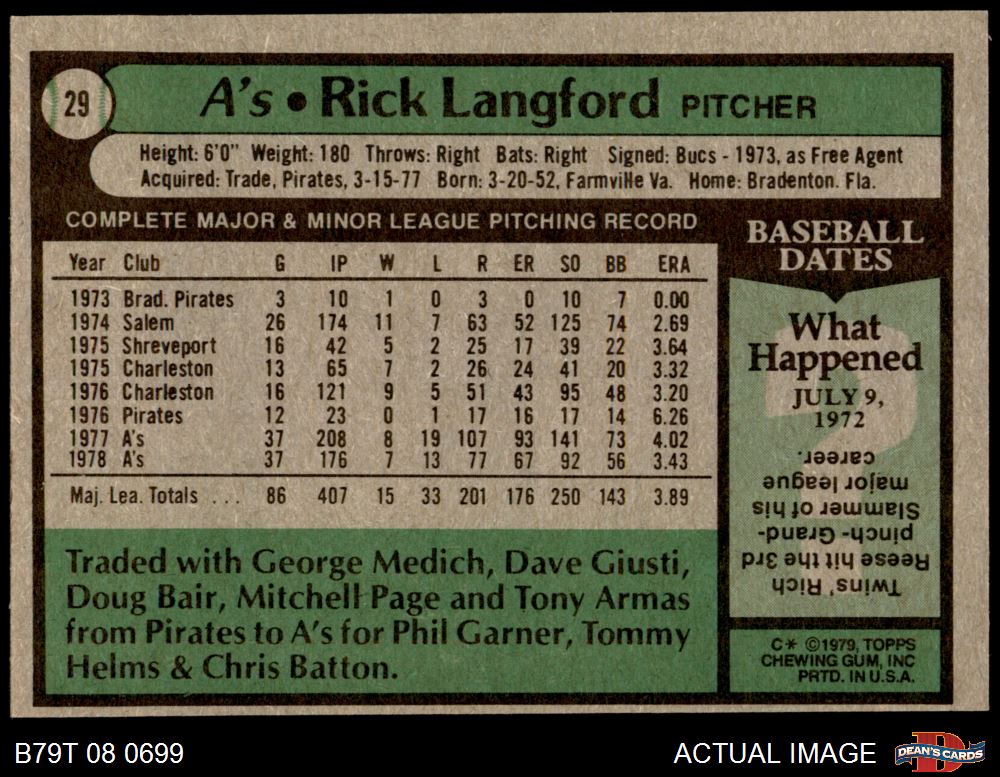 29
A's • Rick Langford PITCHER
Height: 6'0" Weight: 180 Throws: Right Bats: Right Signed: Bucs - 1973, as Free Agent
Acquired: Trade, Pirates, 3-15-77 Born: 3-20-52, Farmville Va. Home: Bradenton. Fla.
COMPLETE MAJOR & MINOR LEAGUE PITCHING RECORD
Year Club G IP W L R ER SO BB ERA
1973 Brad. Pirates 3 10 1 0 3 0 10 7 0.00
1974 Salem 26 174 11 7 63 52 125 74 2.69
1975 Shreveport 16 42 5 2 25 17 39 22 3.64
1975 Charleston 13 65 7 2 26 24 41 20 3.32
1976 Charleston 16 121 9 5 51 43 95 48 3.20
1976 Pirates 12 23 0 1 17 16 17 14 6.26
1977 A's 37 208 8 19 107 93 141 73 4.02
1978 A's 37 176 7 13 77 67 92 56 3.43
Maj. Lea. Totals ... 86 407 15 33 201 176 250 143 3.89
Traded with George Medich, Dave Giusti,
Doug Bair, Mitchell Page and Tony Armas
from Pirates to A's for Phil Garner, Tommy
Helms & Chris Batton.
BASEBALL
DATES
What
Happened
JULY 9,
1972
Twins' Rich
Reese hit the 3rd
pinch-Grand-
Slammer of his
major league
career.
C* ©1979, TOPPS
CHEWING GUM, INC
PRTD. IN U.S.A.
B79T 08 0699
ACTUAL IMAGE
D
DEAN'S CARDS